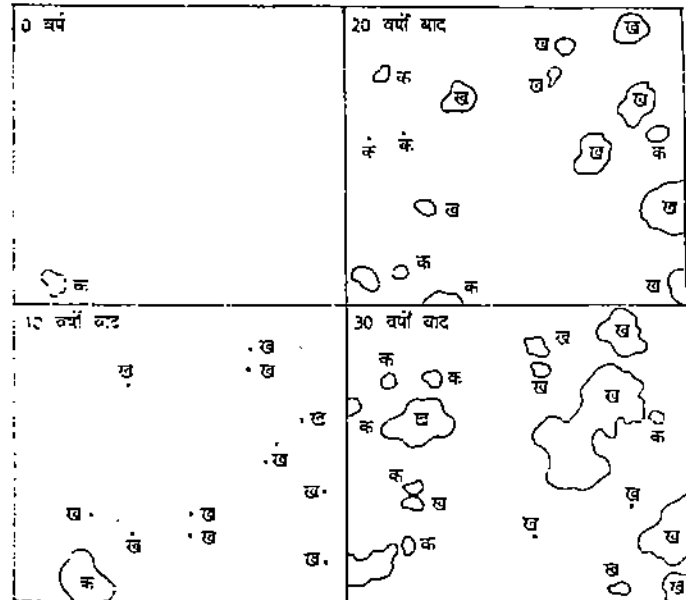 0 वर्ष
क
20 वर्षों बाद
ख
ख
क
ख
ख
ख
क
क
ख
क
ख
ख
क
क
ख
10 वर्षों बाद
ख
ख
ख
ख
ख
ख
ख
ख
ख
ख
ख
क
30 वर्षों बाद
ख
ख
क
क
ख
ख
ख
क
क
क
ख
ख
ख
क
ख
ख